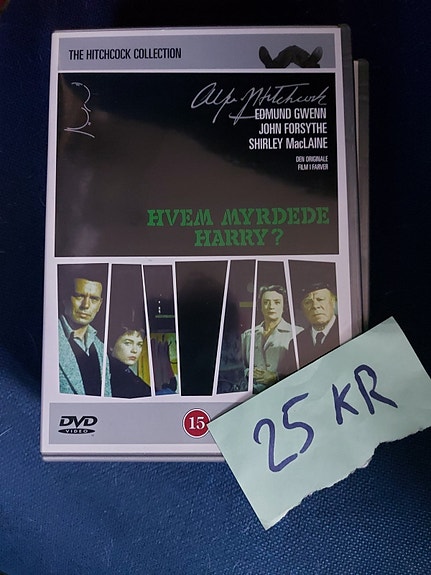 THE HITCHCOCK COLLECTION
Alfred Hitchcock
EDMUND GWENN
JOHN FORSYTHE
SHIRLEY MacLAINE
DEN ORIGINALE
FILM I FARVER
HVEM MYRDEDE
HARRY?
DVD
VIDEO
15
25 KR